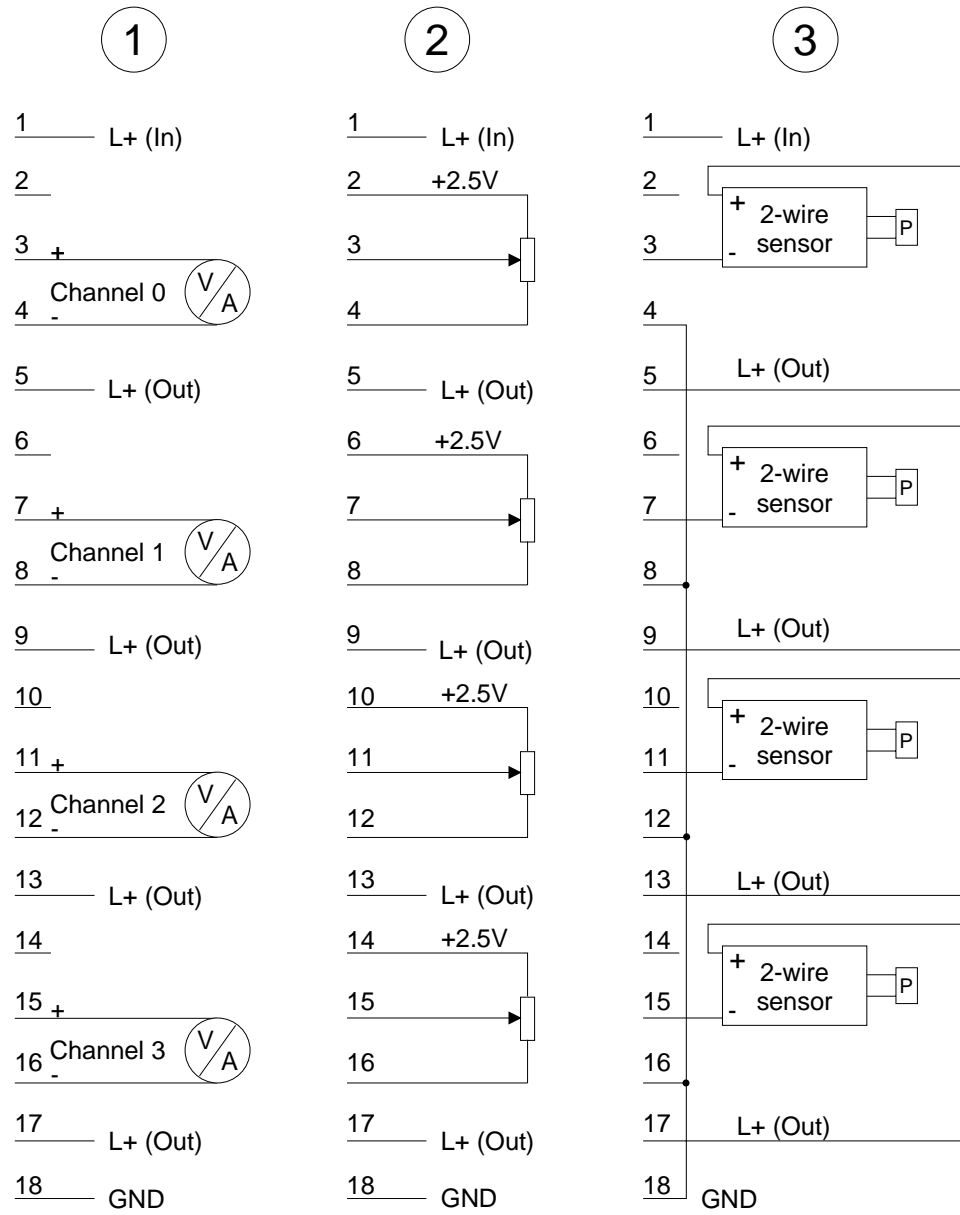 1
L+ (In)
2
3 +
Channel 0 V A
4 -
5
L+ (Out)
6
7 +
Channel 1 V A
8 -
9
L+ (Out)
10
11 +
Channel 2 V A
12 -
13
L+ (Out)
14
15 +
Channel 3 V A
16 -
17
L+ (Out)
18
GND
2
1
L+ (In)
2 +2.5V
3
4
5
L+ (Out)
6 +2.5V
7
8
9
L+ (Out)
10 +2.5V
11
12
13
L+ (Out)
14 +2.5V
15
16
17
L+ (Out)
18
GND
3
1
L+ (In)
2
+ 2-wire P
3
- sensor
4
5 L+ (Out)
6
+ 2-wire P
7
- sensor
8
9 L+ (Out)
10
+ 2-wire P
11
- sensor
12
13 L+ (Out)
14
+ 2-wire P
15
- sensor
16
17 L+ (Out)
18
GND